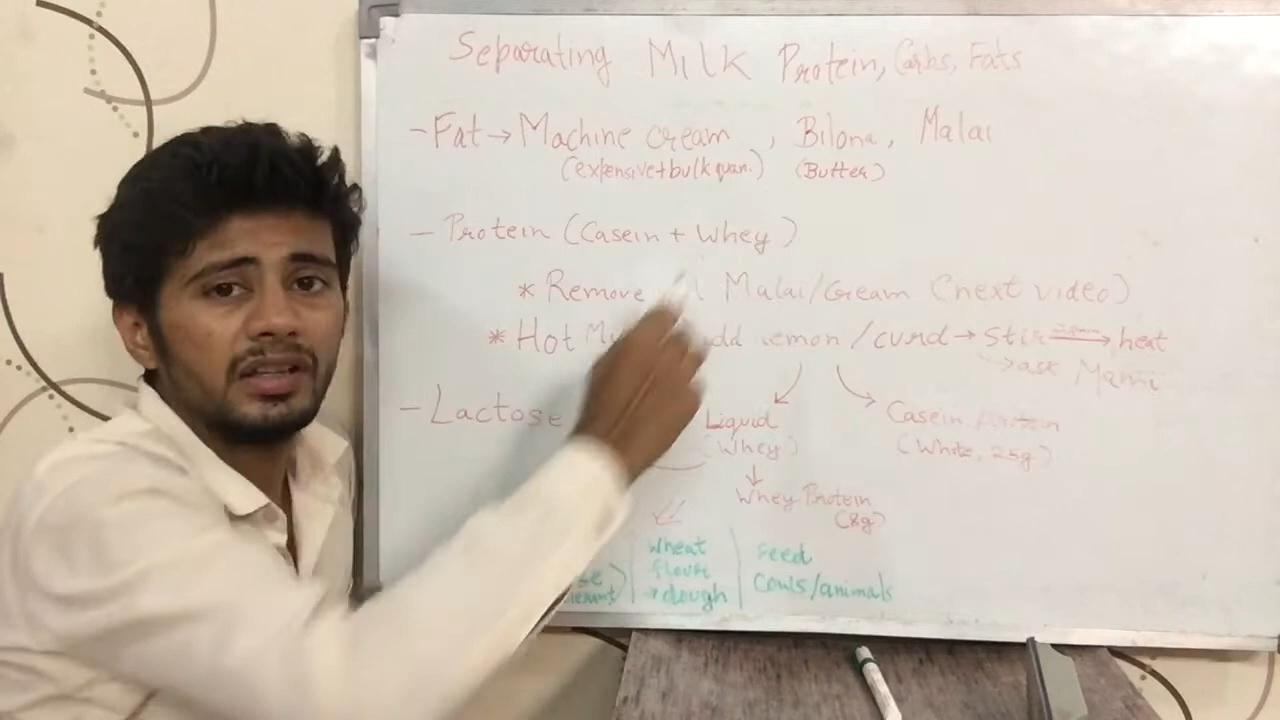 Separating Milk Protein, Carbs, Fats
- Fat → Machine cream, Bilona, Malai
(expensive + bulk quan.) (Butter)
- Protein (Casein + Whey)
* Remove Malai/Cream (next video)
* Hot add lemon/curd → Stir → heat
→ ask Mami
- Lactose Liquid Casein protein
(Whey) (White, 25g)
↓
Whey Protein
(8g)
Wheat Feed
flour Cows/animals
→ dough